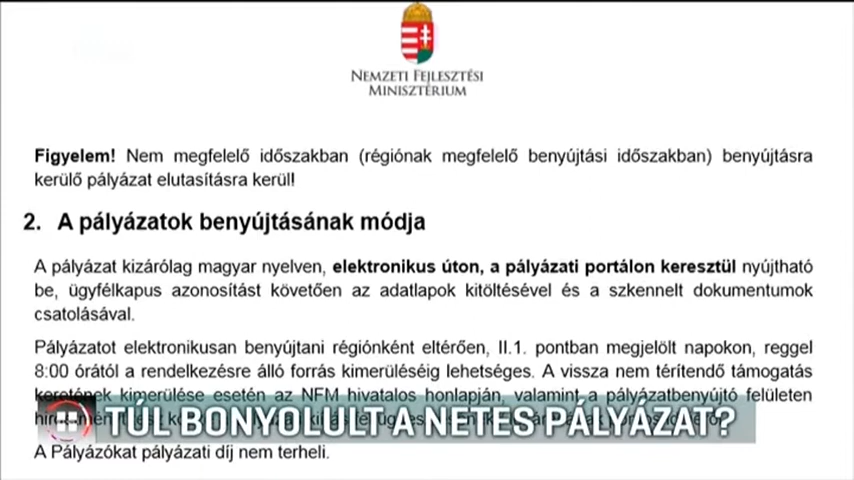 NEMZETI FEJLESZTÉSI
MINISZTÉRIUM
Figyelem! Nem megfelelő időszakban (régiónak megfelelő benyújtási időszakban) benyújtásra
kerülő pályázat elutasításra kerül!
2. A pályázatok benyújtásának módja
A pályázat kizárólag magyar nyelven, elektronikus úton, a pályázati portálon keresztül nyújtható
be, ügyfélkapus azonosítást követően az adatlapok kitöltésével és a szkennelt dokumentumok
csatolásával.
Pályázatot elektronikusan benyújtani régiónként eltérően, II.1. pontban megjelölt napokon, reggel
8:00 órától a rendelkezésre álló forrás kimerüléséig lehetséges. A vissza nem térítendő támogatás
keretének kimerülése esetén az NFM hivatalos honlapján, valamint a pályázatbenyújtó felületen
TÚL BONYOLULT A NETES PÁLYÁZAT?
A Pályázókat pályázati díj nem terheli.